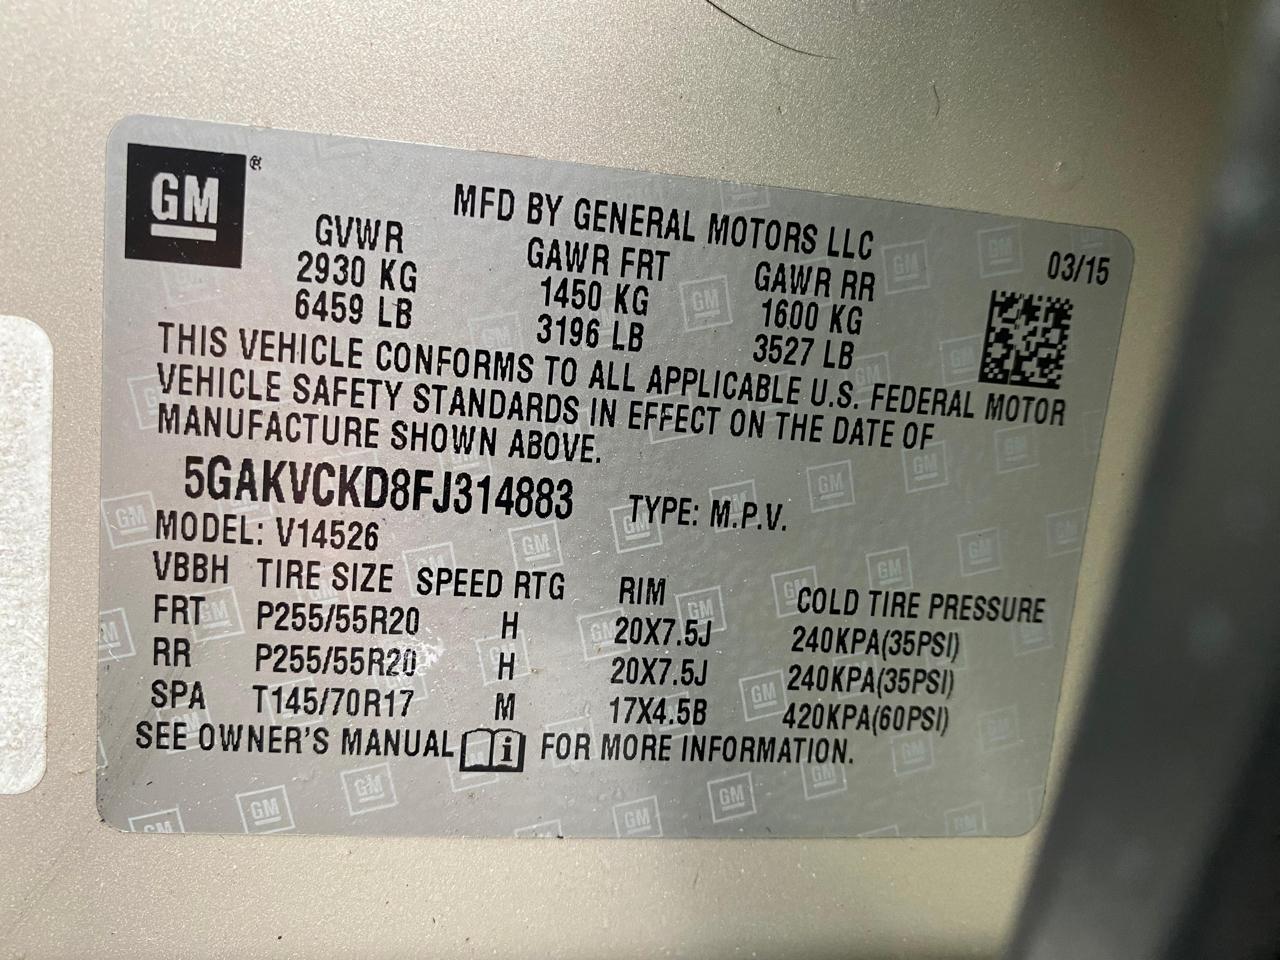 GM ®
MFD BY GENERAL MOTORS LLC
03/15
GVWR GAWR FRT GAWR RR
2930 KG 1450 KG 1600 KG
6459 LB 3196 LB 3527 LB
THIS VEHICLE CONFORMS TO ALL APPLICABLE U.S. FEDERAL MOTOR
VEHICLE SAFETY STANDARDS IN EFFECT ON THE DATE OF
MANUFACTURE SHOWN ABOVE.
5GAKVCKD8FJ314883 TYPE: M.P.V.
MODEL: V14526
VBBH TIRE SIZE SPEED RTG RIM COLD TIRE PRESSURE
FRT P255/55R20 H 20X7.5J 240KPA(35PSI)
RR P255/55R20 H 20X7.5J 240KPA(35PSI)
SPA T145/70R17 M 17X4.5B 420KPA(60PSI)
SEE OWNER'S MANUAL i FOR MORE INFORMATION.